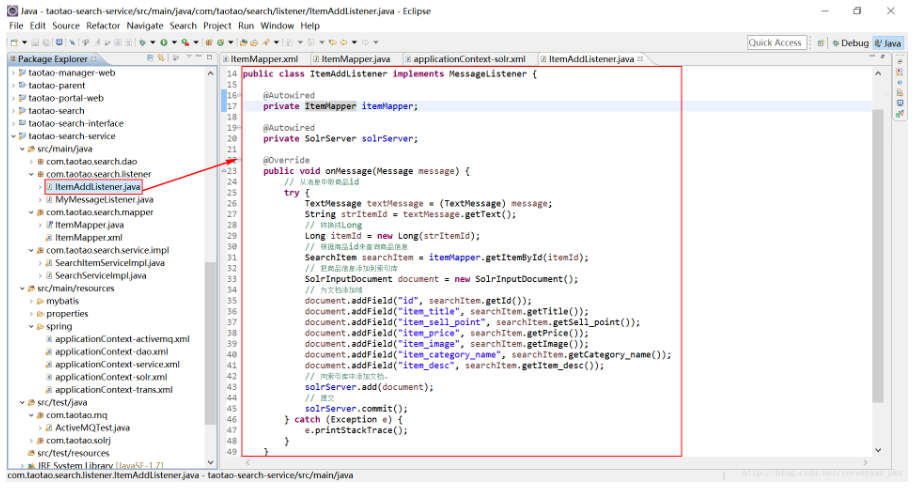 Java - taotao-search-service/src/main/java/com/taotao/search/listener/ItemAddListener.java - Eclipse
File Edit Source Refactor Navigate Search Project Run Window Help
Quick Access Debug Java
Package Explorer
ItemMapper.xml ItemMapper.java applicationContext-solr.xml ItemAddListener.java
taotao-manager-web
taotao-parent
taotao-portal-web
taotao-search
taotao-search-interface
taotao-search-service
src/main/java
com.taotao.search.dao
com.taotao.search.listener
ItemAddListener.java
MyMessageListener.java
com.taotao.search.mapper
ItemMapper.java
ItemMapper.xml
com.taotao.search.service.impl
SearchItemServiceImpl.java
SearchServiceImpl.java
src/main/resources
mybatis
properties
spring
applicationContext-activemq.xml
applicationContext-dao.xml
applicationContext-service.xml
applicationContext-solr.xml
applicationContext-trans.xml
src/test/java
com.taotao.mq
ActiveMQTest.java
com.taotao.solrj
src/test/resources
JRE System Library [JavaSE-1.7]
14 public class ItemAddListener implements MessageListener {
15
16 @Autowired
17 private ItemMapper itemMapper;
18
19 @Autowired
20 private SolrServer solrServer;
21
22 @Override
23 public void onMessage(Message message) {
24 // 从消息中取商品id
25 try {
26 TextMessage textMessage = (TextMessage) message;
27 String strItemId = textMessage.getText();
28 // 转换成Long
29 Long itemId = new Long(strItemId);
30 // 根据商品id来查询商品信息
31 SearchItem searchItem = itemMapper.getItemById(itemId);
32 // 把商品信息添加到索引库
33 SolrInputDocument document = new SolrInputDocument();
34 // 为文档添加域
35 document.addField("id", searchItem.getId());
36 document.addField("item_title", searchItem.getTitle());
37 document.addField("item_sell_point", searchItem.getSell_point());
38 document.addField("item_price", searchItem.getPrice());
39 document.addField("item_image", searchItem.getImage());
40 document.addField("item_category_name", searchItem.getCategory_name());
41 document.addField("item_desc", searchItem.getItem_desc());
42 // 向索引库中添加文档。
43 solrServer.add(document);
44 // 提交
45 solrServer.commit();
46 } catch (Exception e) {
47 e.printStackTrace();
48 }
49 }
com.taotao.search.listener.ItemAddListener.java - taotao-search-service/src/main/java